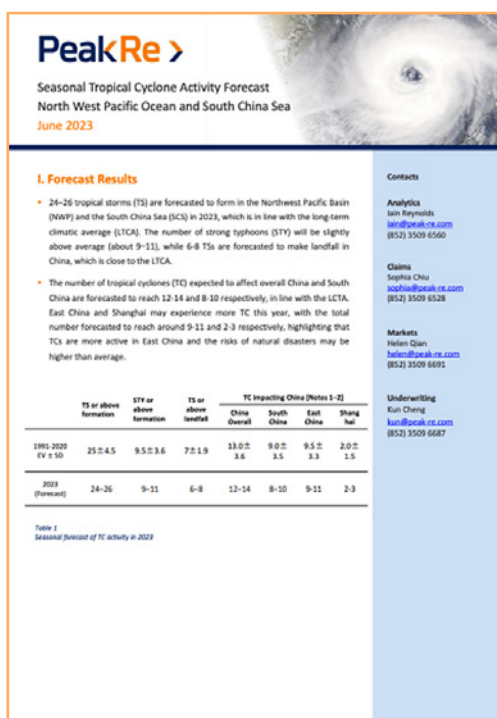 PeakRe
Seasonal Tropical Cyclone Activity Forecast
North West Pacific Ocean and South China Sea
June 2023
I. Forecast Results
24–26 tropical storms (TS) are forecasted to form in the Northwest Pacific Basin
(NWP) and the South China Sea (SCS) in 2023, which is in line with the long-term
climatic average (LTCA). The number of strong typhoons (STY) will be slightly
above average (about 9–11), while 6-8 TSs are forecasted to make landfall in
China, which is close to the LTCA.
The number of tropical cyclones (TC) expected to affect overall China and South
China are forecasted to reach 12-14 and 8-10 respectively, in line with the LCTA.
East China and Shanghai may experience more TC this year, with the total
number forecasted to reach around 9-11 and 2-3 respectively, highlighting that
TCs are more active in East China and the risks of natural disasters may be
higher than average.
TS or above formation
STY or above formation
TS or above landfall
TC impacting China [Notes 1–2]
China Overall
South China
East China
Shang hai
1991-2020 EV ± SD
25±4.5
9.5±3.6
7±1.9
13.0± 3.6
9.0± 3.5
9.5± 3.3
2.0± 1.5
2023 (Forecast)
24–26
9–11
6–8
12–14
8–10
9-11
2-3
Table 1
Seasonal forecast of TC activity in 2023
Contacts
Analytics
Iain Reynolds
iain@peak-re.com
(852) 3509 6560
Claims
Sophia Chiu
sophia@peak-re.com
(852) 3509 6528
Markets
Helen Qian
helen@peak-re.com
(852) 3509 6691
Underwriting
Kun Cheng
kun@peak-re.com
(852) 3509 6687